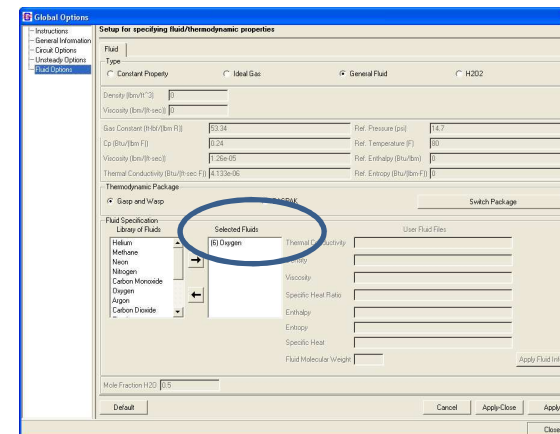 Global Options
Instructions
General Information
Circuit Options
Unsteady Options
Fluid Options
Setup for specifying fluid/thermodynamic properties
Fluid
Type
Constant Property Ideal Gas General Fluid H2O2
Density (lbm/ft^3) 0
Viscosity (lbm/(ft-sec)) 0
Gas Constant (ft-lbf/(lbm R)) 53.34 Ref. Pressure (psi) 14.7
Cp (Btu/(lbm F)) 0.24 Ref. Temperature (F) 80
Viscosity (lbm/(ft-sec)) 1.26e-05 Ref. Enthalpy (Btu/lbm) 0
Thermal Conductivity (Btu/(ft-sec F)) 4.133e-06 Ref. Entropy (Btu/(lbm-F)) 0
Thermodynamic Package
Gasp and Wasp Switch Package
Fluid Specification
Library of Fluids Selected Fluids User Fluid Files
Helium (6) Oxygen Thermal Conductivity
Methane
Neon
Nitrogen Viscosity
Carbon Monoxide
Oxygen Specific Heat Ratio
Argon
Carbon Dioxide Enthalpy
Entropy
Specific Heat
Fluid Molecular Weight Apply Fluid Inf
Mole Fraction H2O 0.5
Default Cancel Apply-Close Apply
Close